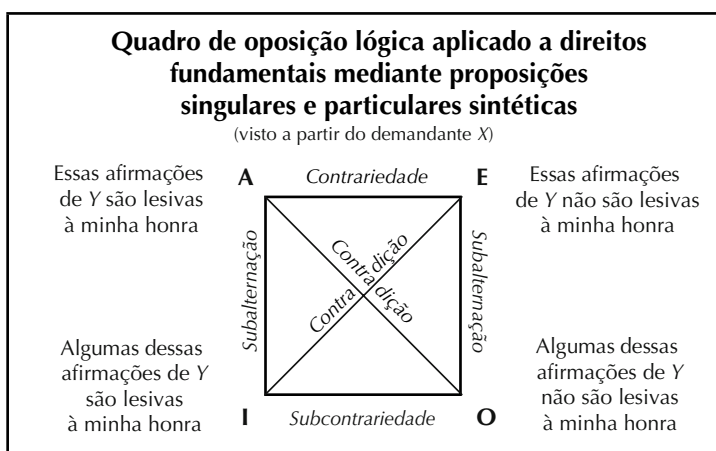 Quadro de oposição lógica aplicado a direitos
fundamentais mediante proposições
singulares e particulares sintéticas
(visto a partir do demandante X)
Essas afirmações
de Y são lesivas
à minha honra
A
Contrariedade
E
Essas afirmações
de Y não são lesivas
à minha honra
Subalternação
Contradição
Contradição
Subalternação
Algumas dessas
afirmações de Y
são lesivas
à minha honra
I
Subcontrariedade
O
Algumas dessas
afirmações de Y
não são lesivas
à minha honra